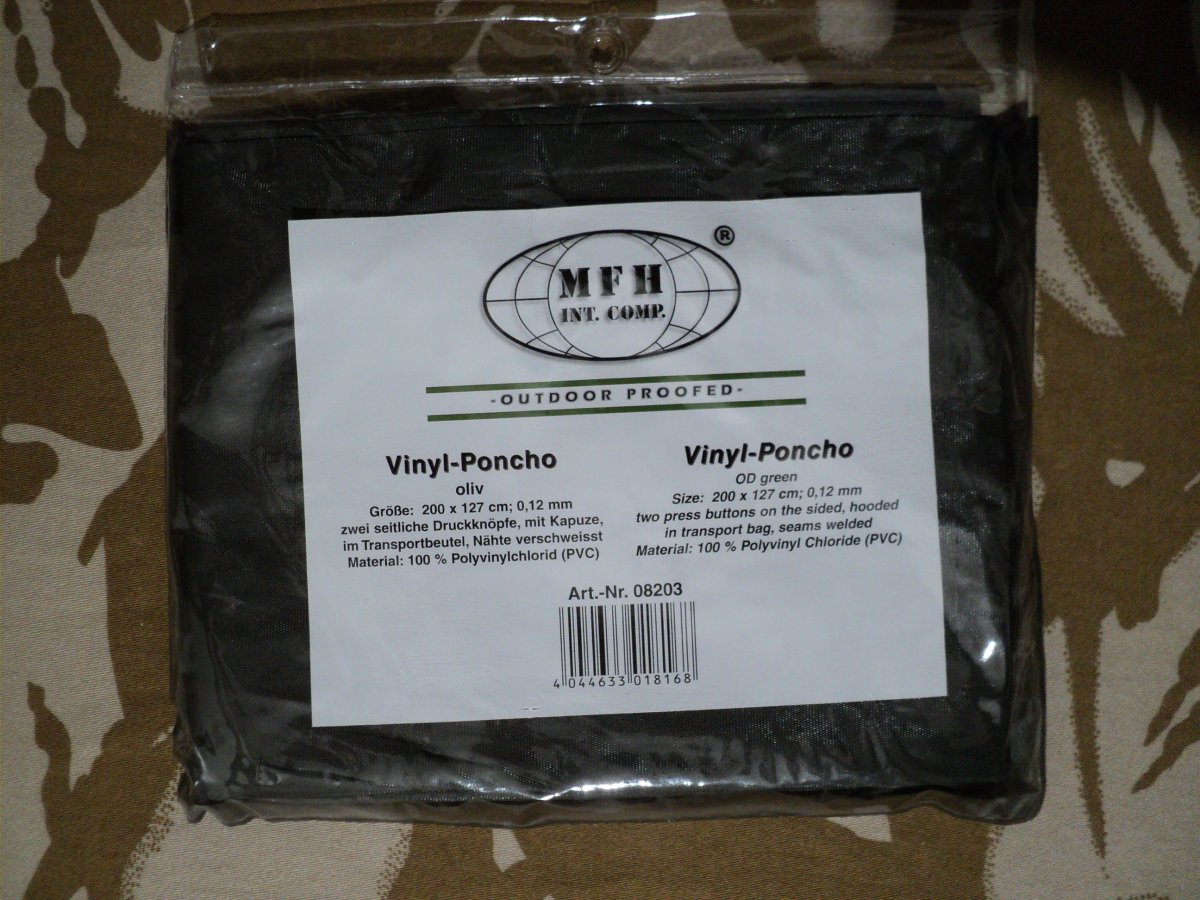 ®
MFH
INT. COMP.
-OUTDOOR PROOFED-
Vinyl-Poncho
oliv
Größe: 200 x 127 cm; 0,12 mm
zwei seitliche Druckknöpfe, mit Kapuze,
im Transportbeutel, Nähte verschweisst
Material: 100 % Polyvinylchlorid (PVC)
Vinyl-Poncho
OD green
Size: 200 x 127 cm; 0,12 mm
two press buttons on the sided, hooded
in transport bag, seams welded
Material: 100 % Polyvinyl Chloride (PVC)
Art.-Nr. 08203
4 044633 018168